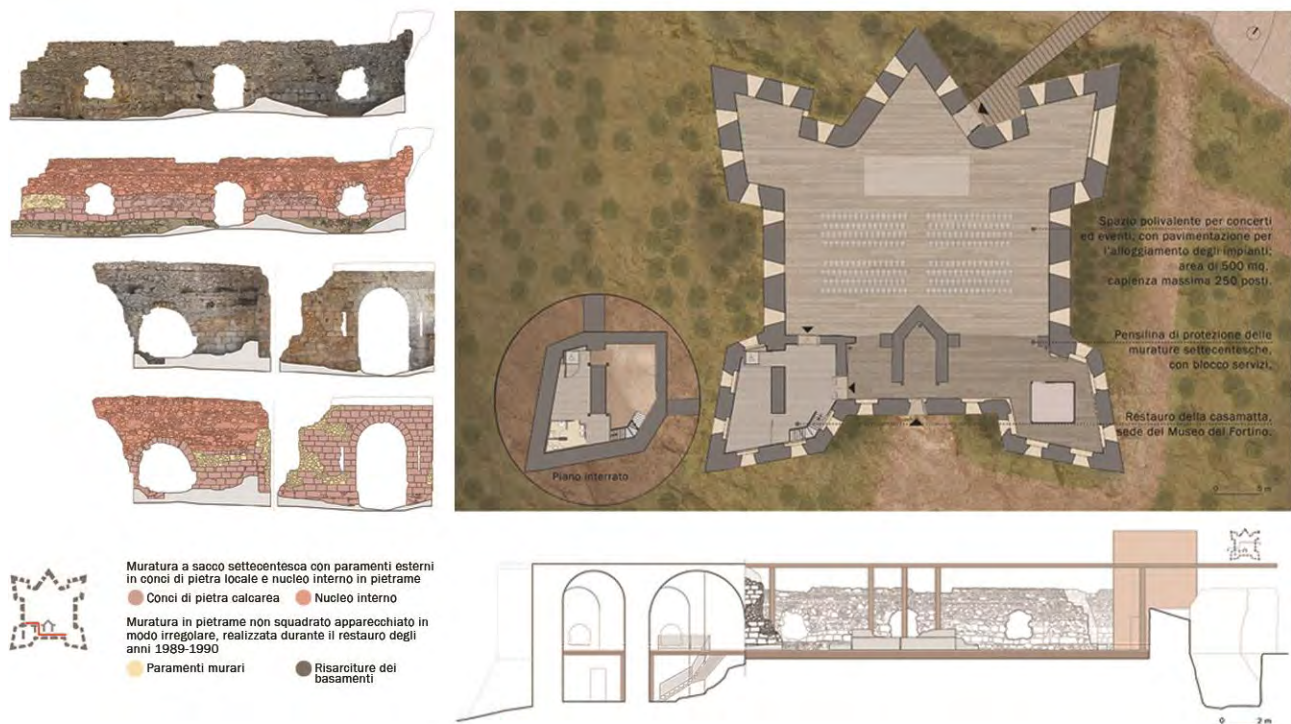 Spazio polivalente per concerti
ed eventi, con pavimentazione per
l'alloggiamento degli impianti;
area di 500 mq.
capienza massima 250 posti.
Pensilina di protezione delle
murature settecentesche,
con blocco servizi.
Restauro della casamatta,
sede del Museo del Fortino.
Piano interrato
0 5 m
Muratura a sacco settecentesca con paramenti esterni
in conci di pietra locale e nucleo interno in pietrame
Conci di pietra calcarea
Nucleo interno
Muratura in pietrame non squadrato apparecchiato in
modo irregolare, realizzata durante il restauro degli
anni 1989-1990
Paramenti murari
Risarciture dei
basamenti
0 2 m